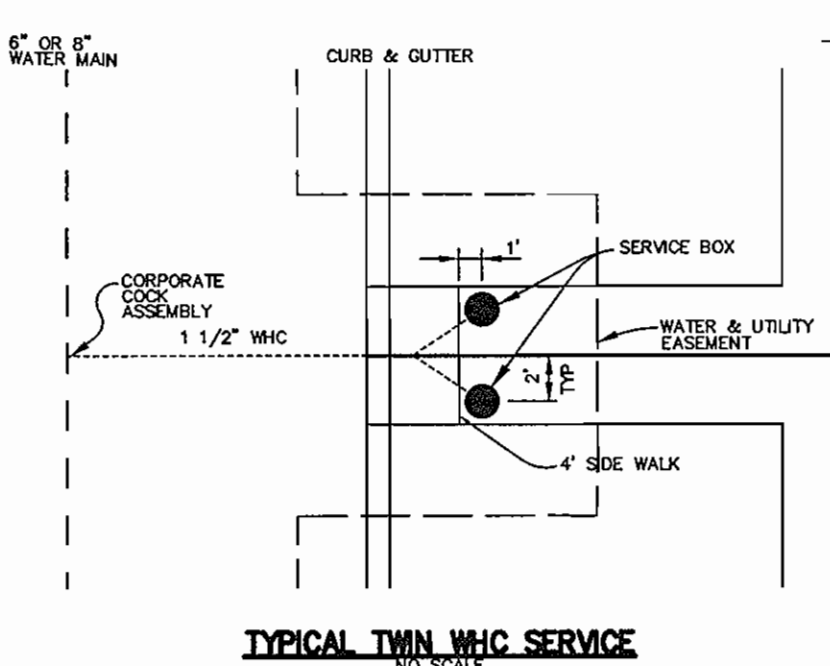 6" OR 8"
WATER MAIN
CURB & GUTTER
1'
SERVICE BOX
CORPORATE
COCK
ASSEMBLY
1 1/2" WHC
WATER & UTILITY
EASEMENT
2'
TYP
4' SIDE WALK
TYPICAL TWIN WHC SERVICE
NO SCALE